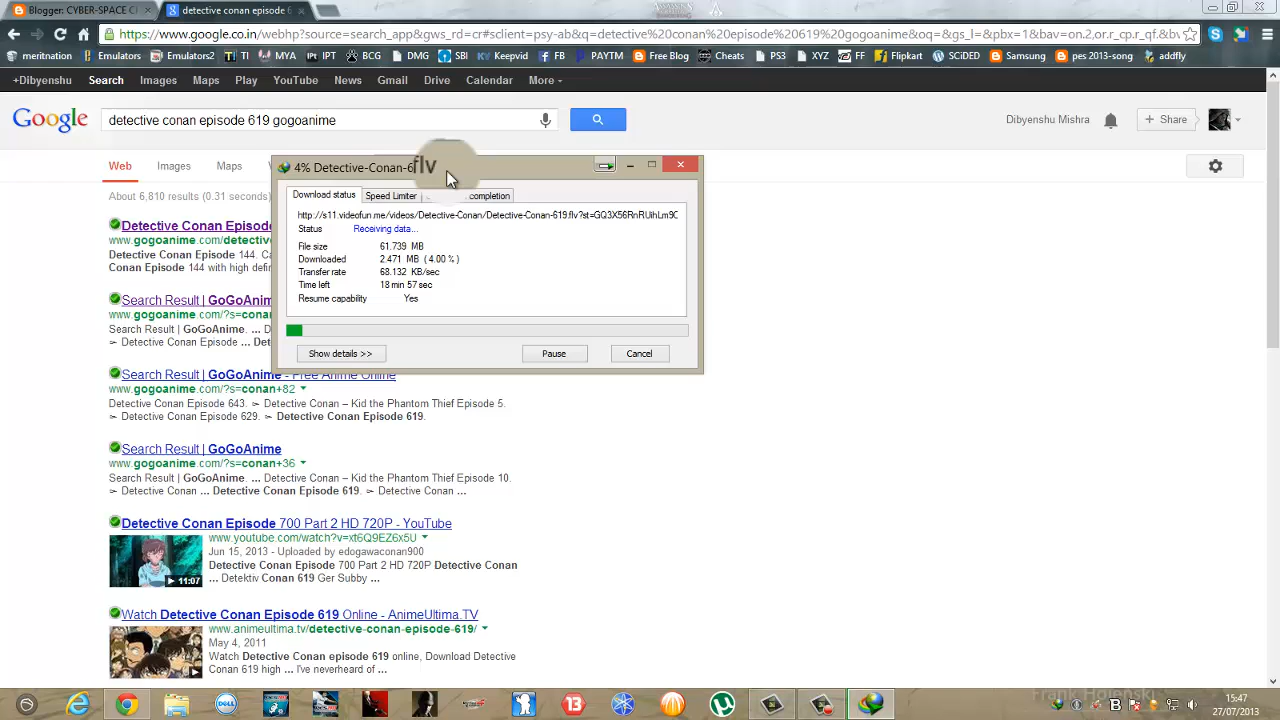 Blogger: CYBER-SPACE C
detective conan episode 6
https://www.google.co.in/webhp?source=search_app&gws_rd=cr#sclient=psy-ab&q=detective%20conan%20episode%20619%20gogoanime&oq=&gs_l=&pbx=1&bav=on.2,or.r_cp.r_qf.&bv
meritnation
Emulators
Emulators2
TI
MYA
IPT
BCG
DMG
SBI
Keepvid
FB
PAYTM
Free Blog
Cheats
PS3
XYZ
FF
Flipkart
SCiDED
Samsung
pes 2013-song
addfly
+Dibyenshu
Search
Images
Maps
Play
YouTube
News
Gmail
Drive
Calendar
More
Google
detective conan episode 619 gogoanime
Dibyenshu Mishra
Share
Web
Images
Maps
About 6,810 results (0.31 seconds)
4% Detective-Conan-6
flv
Download status
Speed Limiter
completion
http://s11.videofun.me/videos/Detective-Conan/Detective-Conan-619.flv?st=GQ3X56RnRUihLm9C
Status Receiving data...
File size 61.739 MB
Downloaded 2.471 MB ( 4.00 % )
Transfer rate 68.132 KB/sec
Time left 18 min 57 sec
Resume capability Yes
Show details >>
Pause
Cancel
Detective Conan Episode
www.gogoanime.com/detective
Detective Conan Episode 144. Ca
Conan Episode 144 with high defin
Search Result | GoGoAnim
www.gogoanime.com/?s=con
Search Result | GoGoAnime. ... D
➢ Detective Conan ... Det
Search Result | GoGoAnime - Free Anime Online
www.gogoanime.com/?s=conan+82
Detective Conan Episode 643. ➢ Detective Conan – Kid the Phantom Thief Episode 5.
➢ Detective Conan Episode 629. ➢ Detective Conan Episode 619.
Search Result | GoGoAnime
www.gogoanime.com/?s=conan+36
Search Result | GoGoAnime. ➢ Detective Conan – Kid the Phantom Thief Episode 10.
➢ Detective Conan ... Detective Conan Episode 619. ➢ Detective Conan ...
Detective Conan Episode 700 Part 2 HD 720P - YouTube
www.youtube.com/watch?v=xt6Q9EZ6x5U
Jun 15, 2013 - Uploaded by edogawaconan900
Detective Conan Episode 700 Part 2 HD 720P Detective Conan
... Detektiv Conan 619 Ger Subby ...
11:07
Watch Detective Conan Episode 619 Online - AnimeUltima.TV
www.animeultima.tv/detective-conan-episode-619/
May 4, 2011
Watch Detective Conan episode 619 online, Download Detective
Conan 619 high ... I've neverheard of ...
DELL
13
15:47
27/07/2013